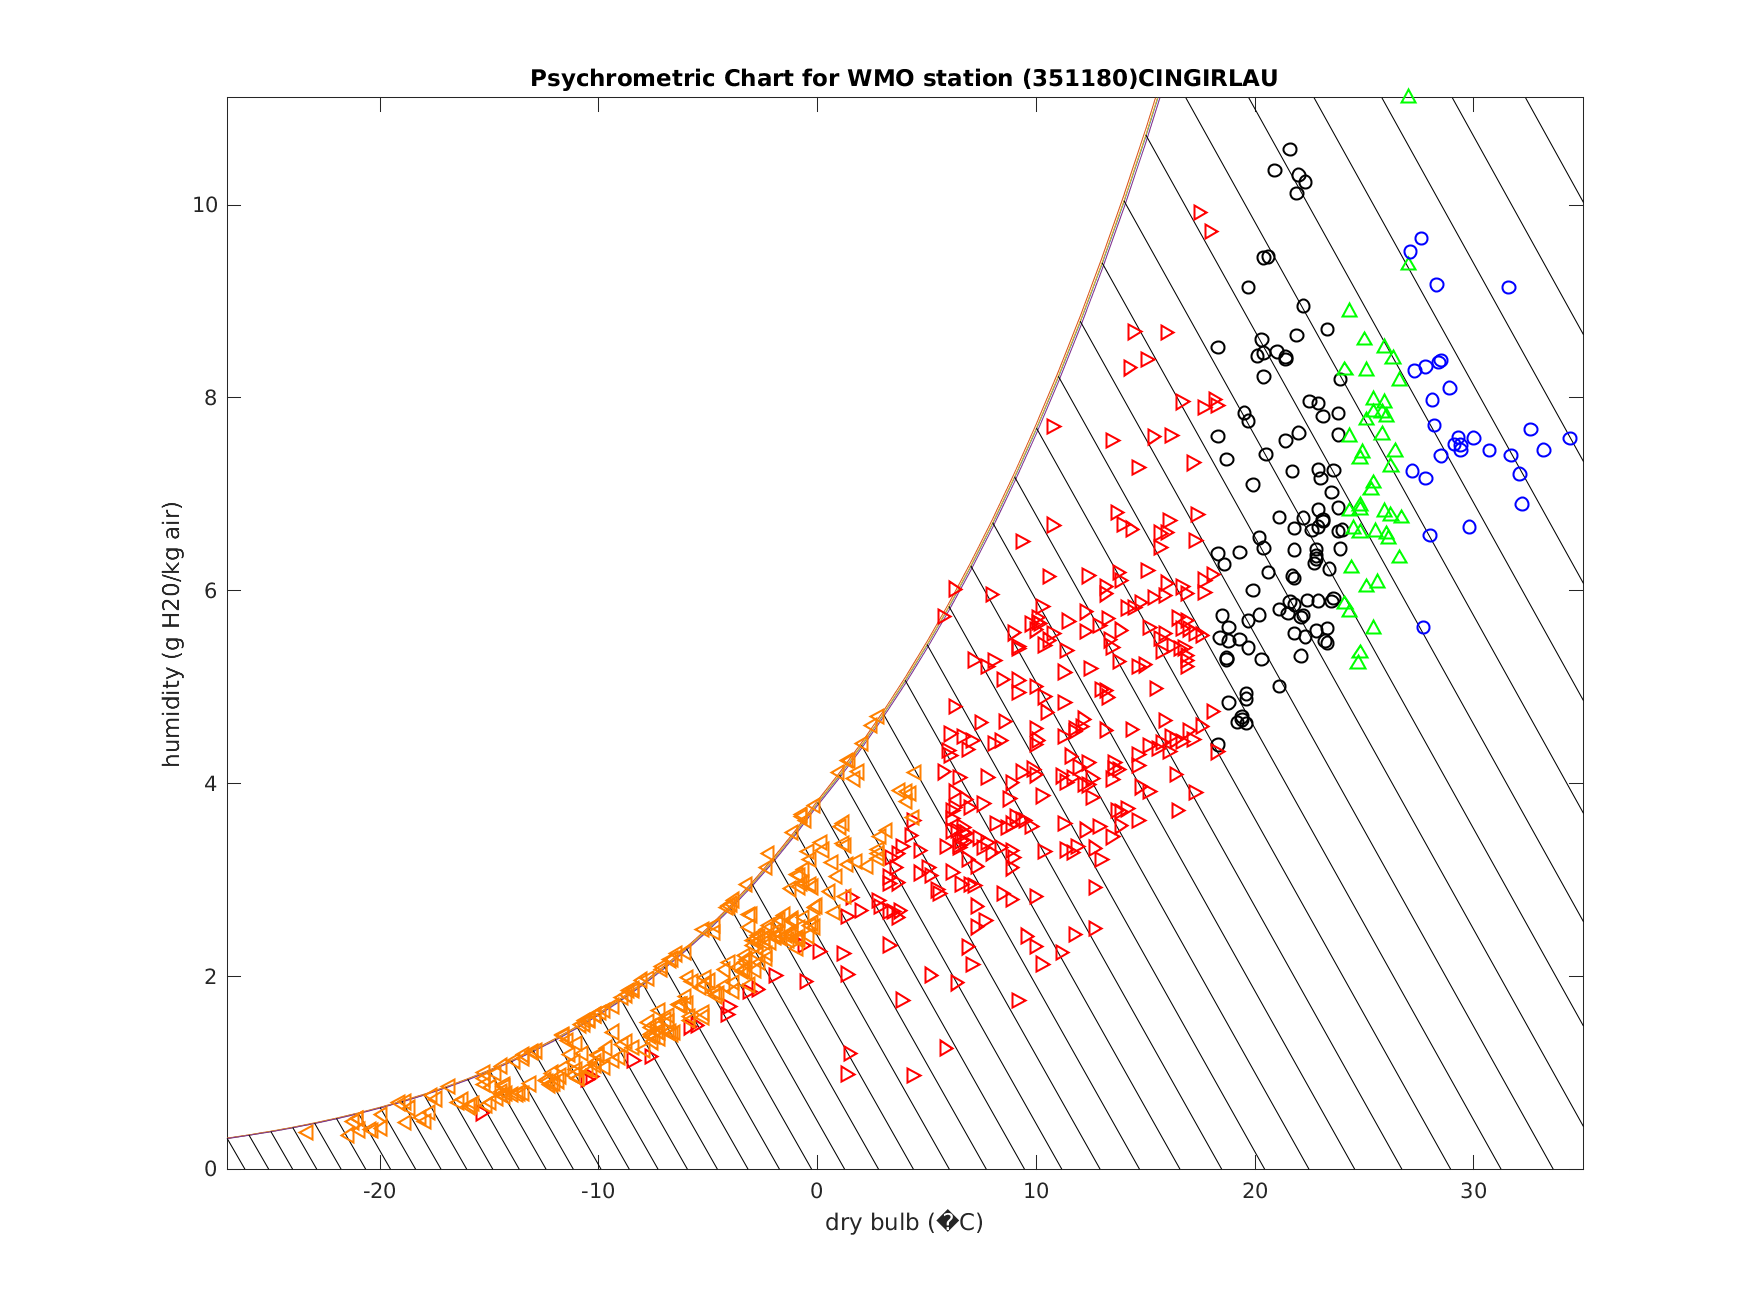 Psychrometric Chart for WMO station (351180)CINGIRLAU
humidity (g H20/kg air)
10
8
6
4
2
0
-20 -10 0 10 20 30
dry bulb (�C)